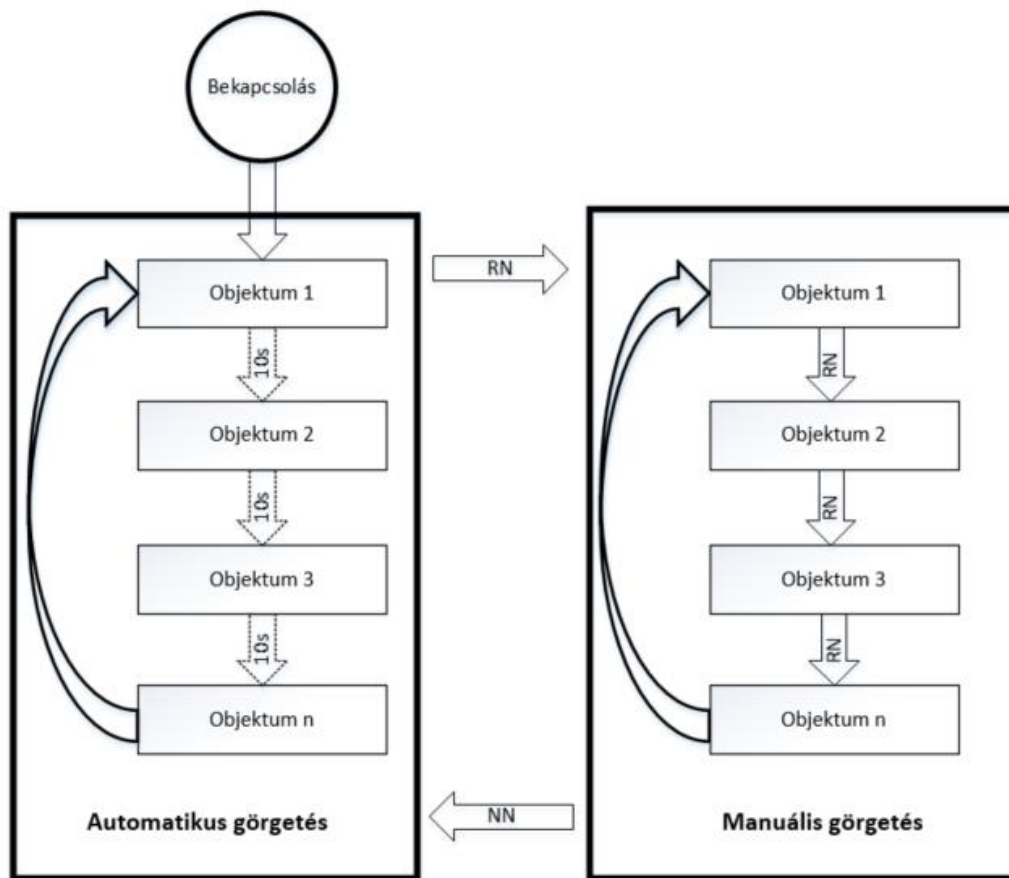 Bekapcsolás
Objektum 1
10s
Objektum 2
10s
Objektum 3
10s
Objektum n
Automatikus görgetés
RN
NN
Objektum 1
RN
Objektum 2
RN
Objektum 3
RN
Objektum n
Manuális görgetés